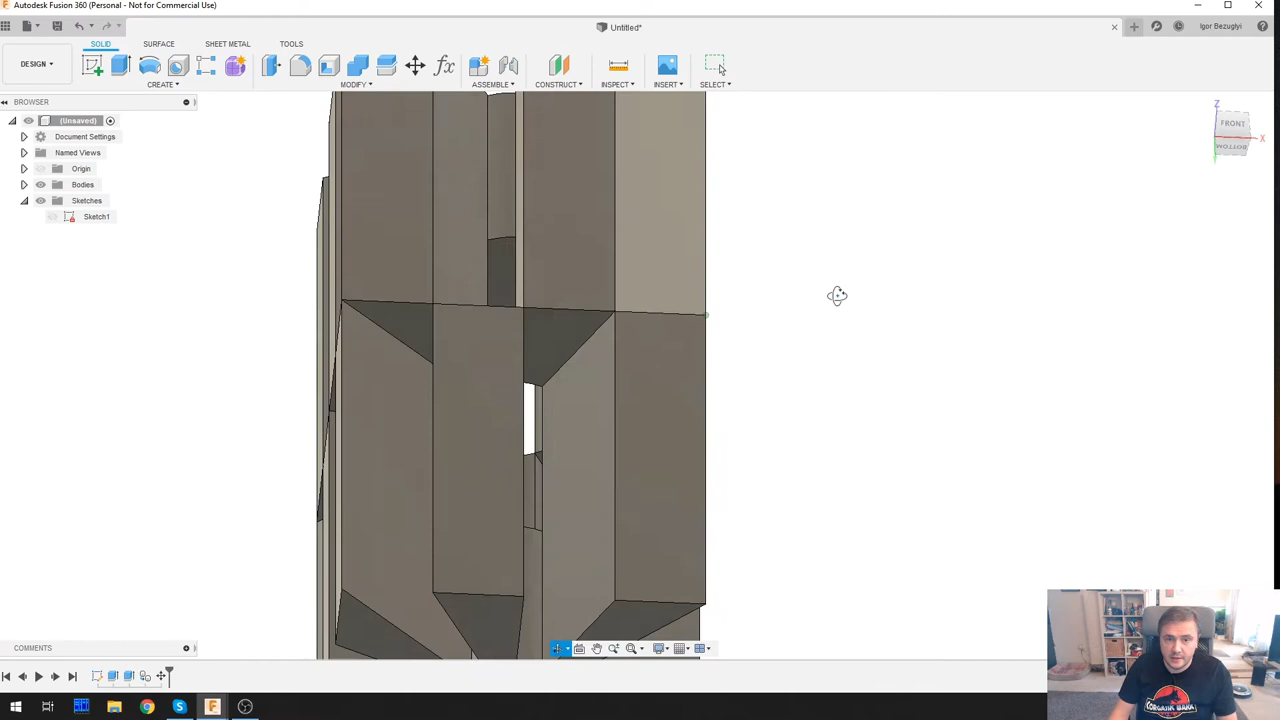 Autodesk Fusion 360 (Personal - Not for Commercial Use)
Untitled*
Igor Bezuglyi
DESIGN
SOLID SURFACE SHEET METAL TOOLS
CREATE MODIFY ASSEMBLE CONSTRUCT INSPECT INSERT SELECT
BROWSER
(Unsaved)
Document Settings
Named Views
Origin
Bodies
Sketches
Sketch1
Z
FRONT
X
BOTTOM
COMMENTS